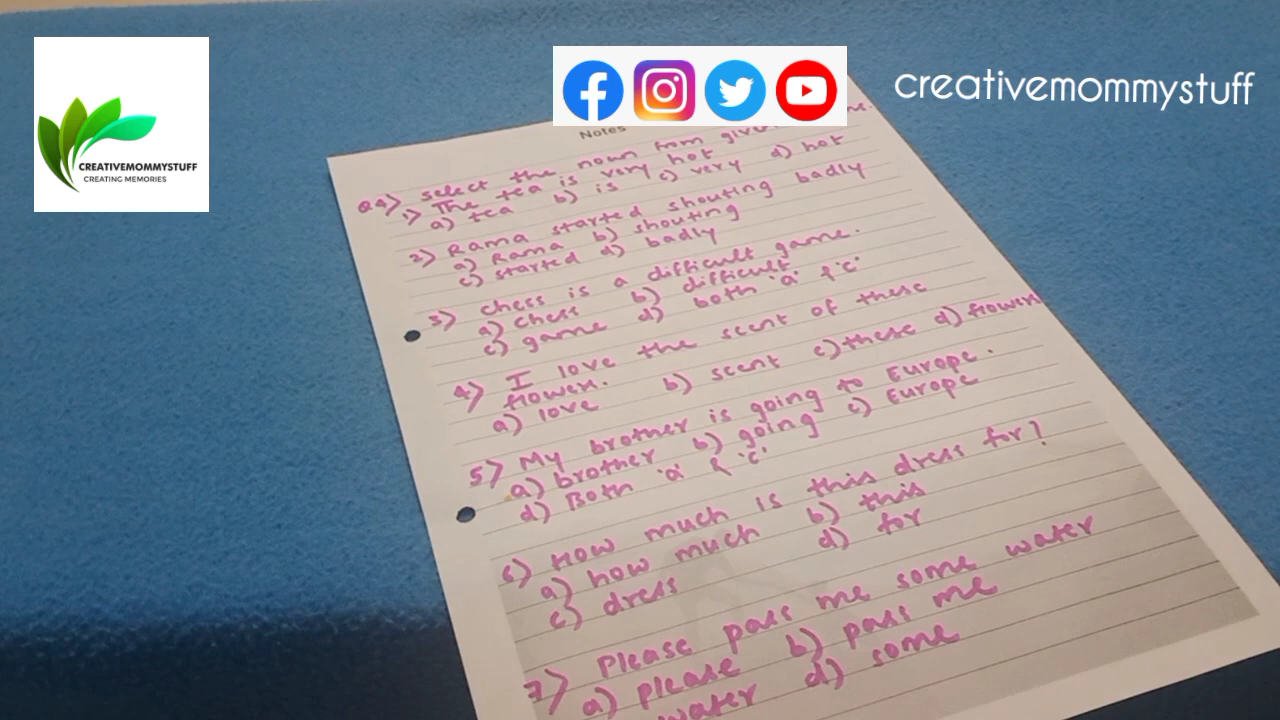 CREATIVEMOMMYSTUFF
CREATING MEMORIES
creativemommystuff
Notes
Q4) select the noun from
1) The tea is very hot
a) tea b) is c) very d) hot
2) Rama started shouting badly
a) Rama b) shouting
c) started d) badly
3) chess is a difficult game.
a) chess b) difficult
c) game d) both 'a' & 'c'
4) I love the scent of these
flower.
a) love b) scent c) these d) flower
5) My brother is going to Europe.
a) brother b) going c) Europe
d) Both 'a' & 'c'
6) How much is this dress for?
a) how much b) this
c) dress d) for
7) Please pass me some water
a) please b) pass me
water d) some